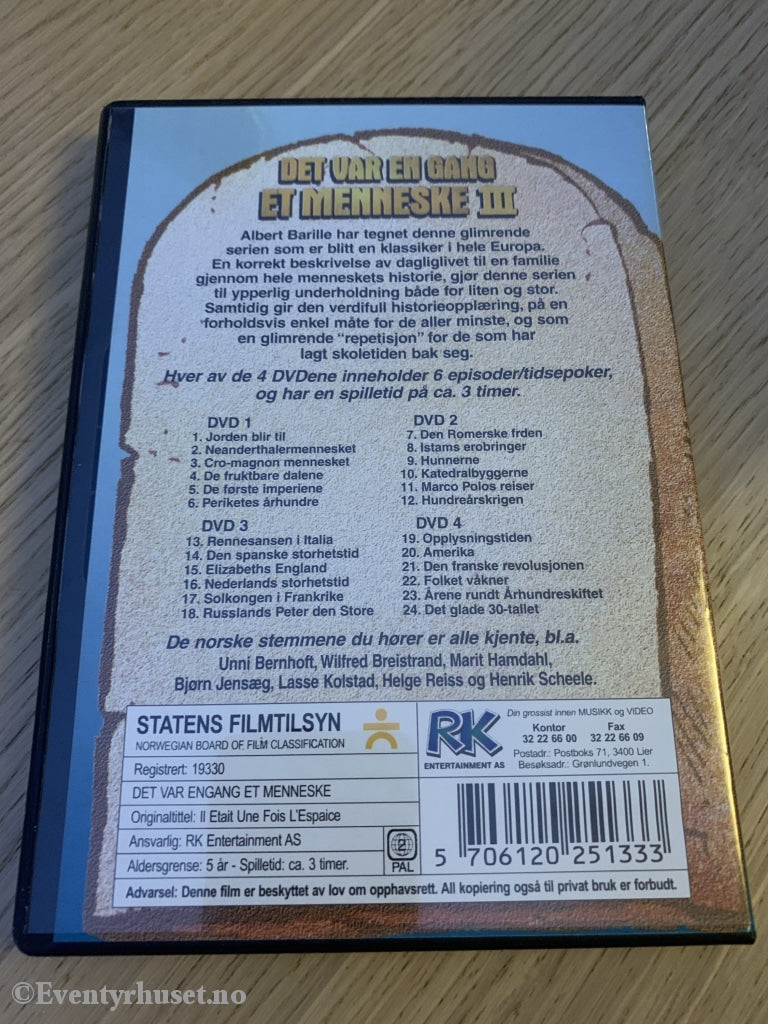 DET VAR EN GANG
ET MENNESKE III
Albert Barille har tegnet denne glimrende
serien som er blitt en klassiker i hele Europa.
En korrekt beskrivelse av dagliglivet til en familie
gjennom hele menneskets historie, gjør denne serien
til ypperlig underholdning både for liten og stor.
Samtidig gir den verdifull historieopplæring, på en
forholdsvis enkel måte for de aller minste, og som
en glimrende "repetisjon" for de som har
lagt skoletiden bak seg.
Hver av de 4 DVDene inneholder 6 episoder/tidsepoker,
og har en spilletid på ca. 3 timer.
DVD 1
1. Jorden blir til
2. Neanderthalermennesket
3. Cro-magnon mennesket
4. De fruktbare dalene
5. De første imperiene
6. Periketes århundre
DVD 2
7. Den Romerske frden
8. Istams erobringer
9. Hunnerne
10. Katedralbyggerne
11. Marco Polos reiser
12. Hundreårskrigen
DVD 3
13. Rennesansen i Italia
14. Den spanske storhetstid
15. Elizabeths England
16. Nederlands storhetstid
17. Solkongen i Frankrike
18. Russlands Peter den Store
DVD 4
19. Opplysningstiden
20. Amerika
21. Den franske revolusjonen
22. Folket våkner
23. Årene rundt Århundreskiftet
24. Det glade 30-tallet
De norske stemmene du hører er alle kjente, bl.a.
Unni Bernhoft, Wilfred Breistrand, Marit Hamdahl,
Bjørn Jensæg, Lasse Kolstad, Helge Reiss og Henrik Scheele.
STATENS FILMTILSYN
NORWEGIAN BOARD OF FILM CLASSIFICATION
Registrert: 19330
DET VAR ENGANG ET MENNESKE
Originaltittel: Il Etait Une Fois L'Espaice
Ansvarlig: RK Entertainment AS
Aldersgrense: 5 år - Spilletid: ca. 3 timer.
2
PAL
RK
ENTERTAINMENT AS
Din grossist innen MUSIKK og VIDEO
Kontor Fax
32 22 66 00 32 22 66 09
Postadr.: Postboks 71, 3400 Lier
Besøksadr.: Grønlundvegen 1.
5 706120 251333
Advarsel: Denne film er beskyttet av lov om opphavsrett. All kopiering også til privat bruk er forbudt.
©Eventyrhuset.no